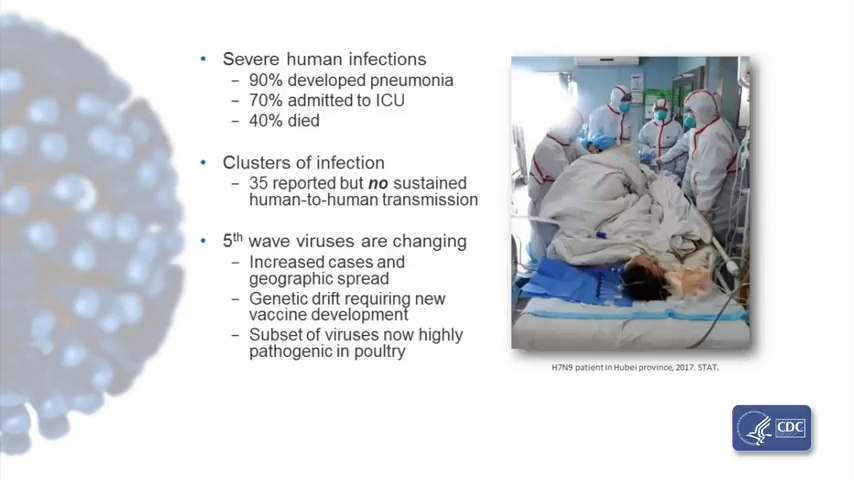 • Severe human infections
– 90% developed pneumonia
– 70% admitted to ICU
– 40% died
• Clusters of infection
– 35 reported but no sustained
human-to-human transmission
• 5th wave viruses are changing
– Increased cases and
geographic spread
– Genetic drift requiring new
vaccine development
– Subset of viruses now highly
pathogenic in poultry
H7N9 patient in Hubei province, 2017. STAT.
CDC